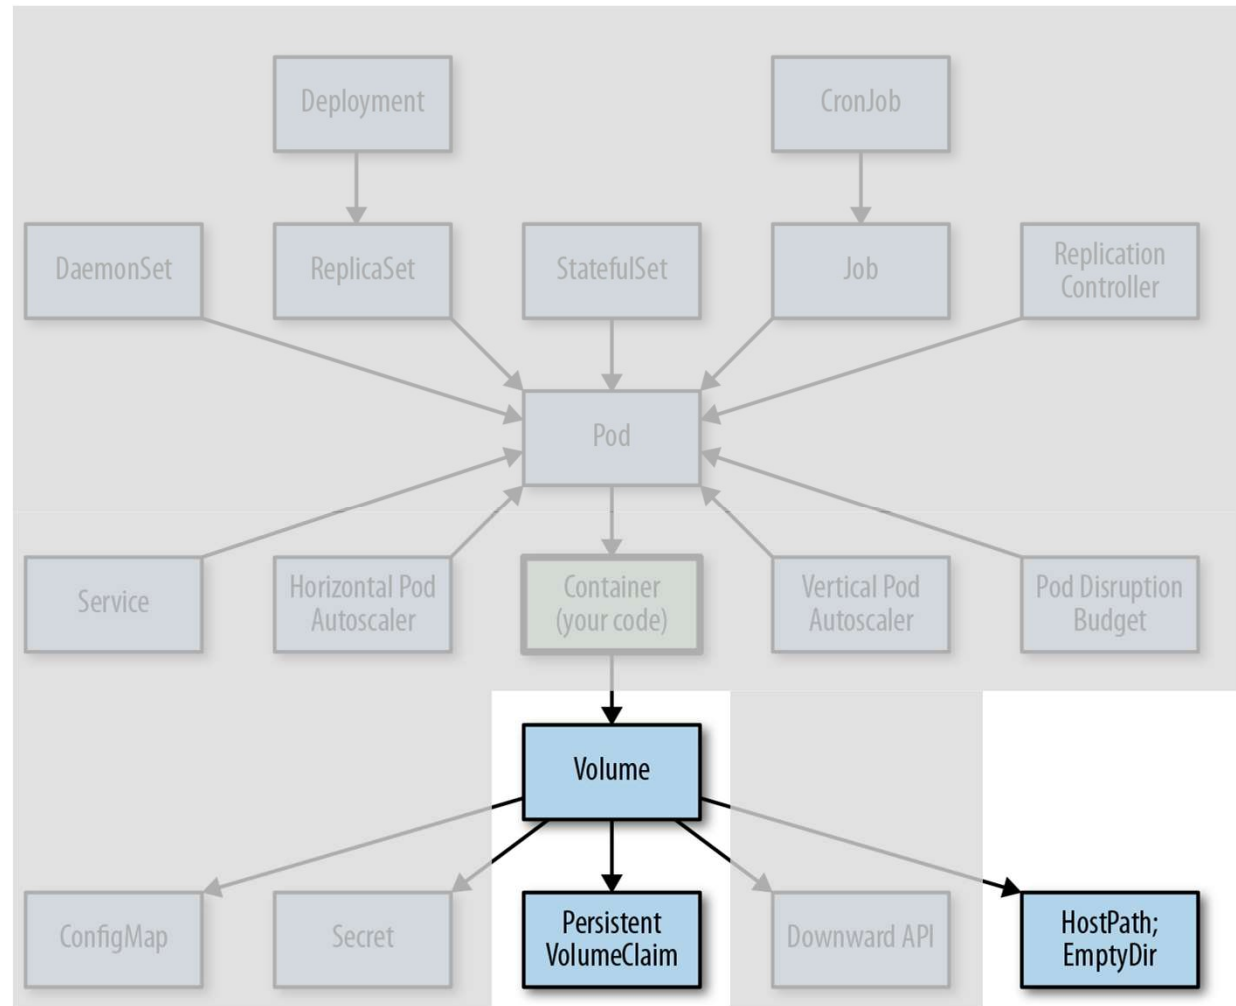 Deployment
CronJob
DaemonSet
ReplicaSet
StatefulSet
Job
Replication
Controller
Pod
Service
Horizontal Pod
Autoscaler
Container
(your code)
Vertical Pod
Autoscaler
Pod Disruption
Budget
Volume
ConfigMap
Secret
Persistent
VolumeClaim
Downward API
HostPath;
EmptyDir